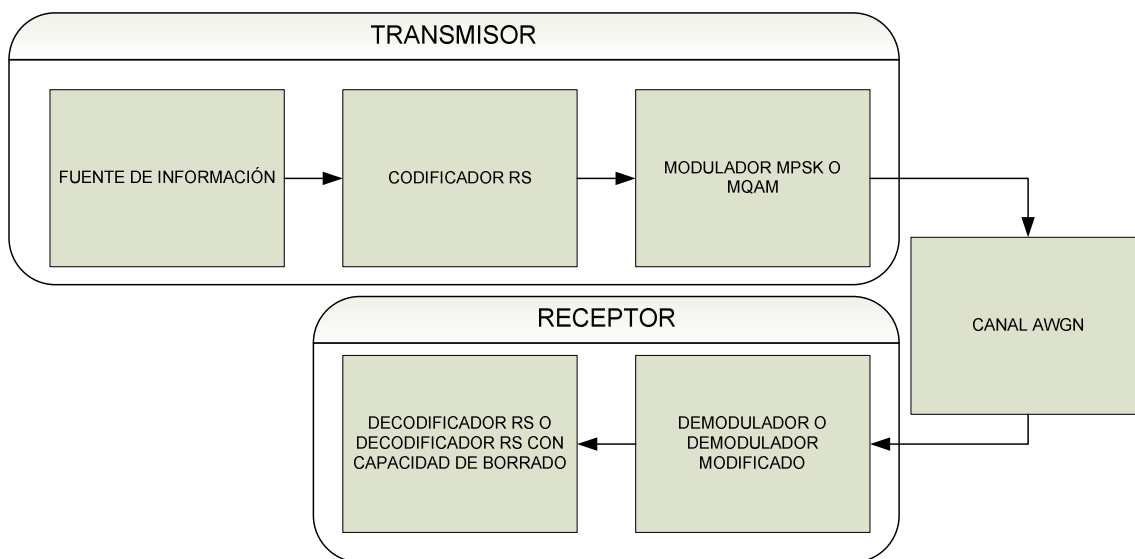 TRANSMISOR
FUENTE DE INFORMACIÓN
CODIFICADOR RS
MODULADOR MPSK O
MQAM
CANAL AWGN
RECEPTOR
DECODIFICADOR RS O
DECODIFICADOR RS CON
CAPACIDAD DE BORRADO
DEMODULADOR O
DEMODULADOR
MODIFICADO